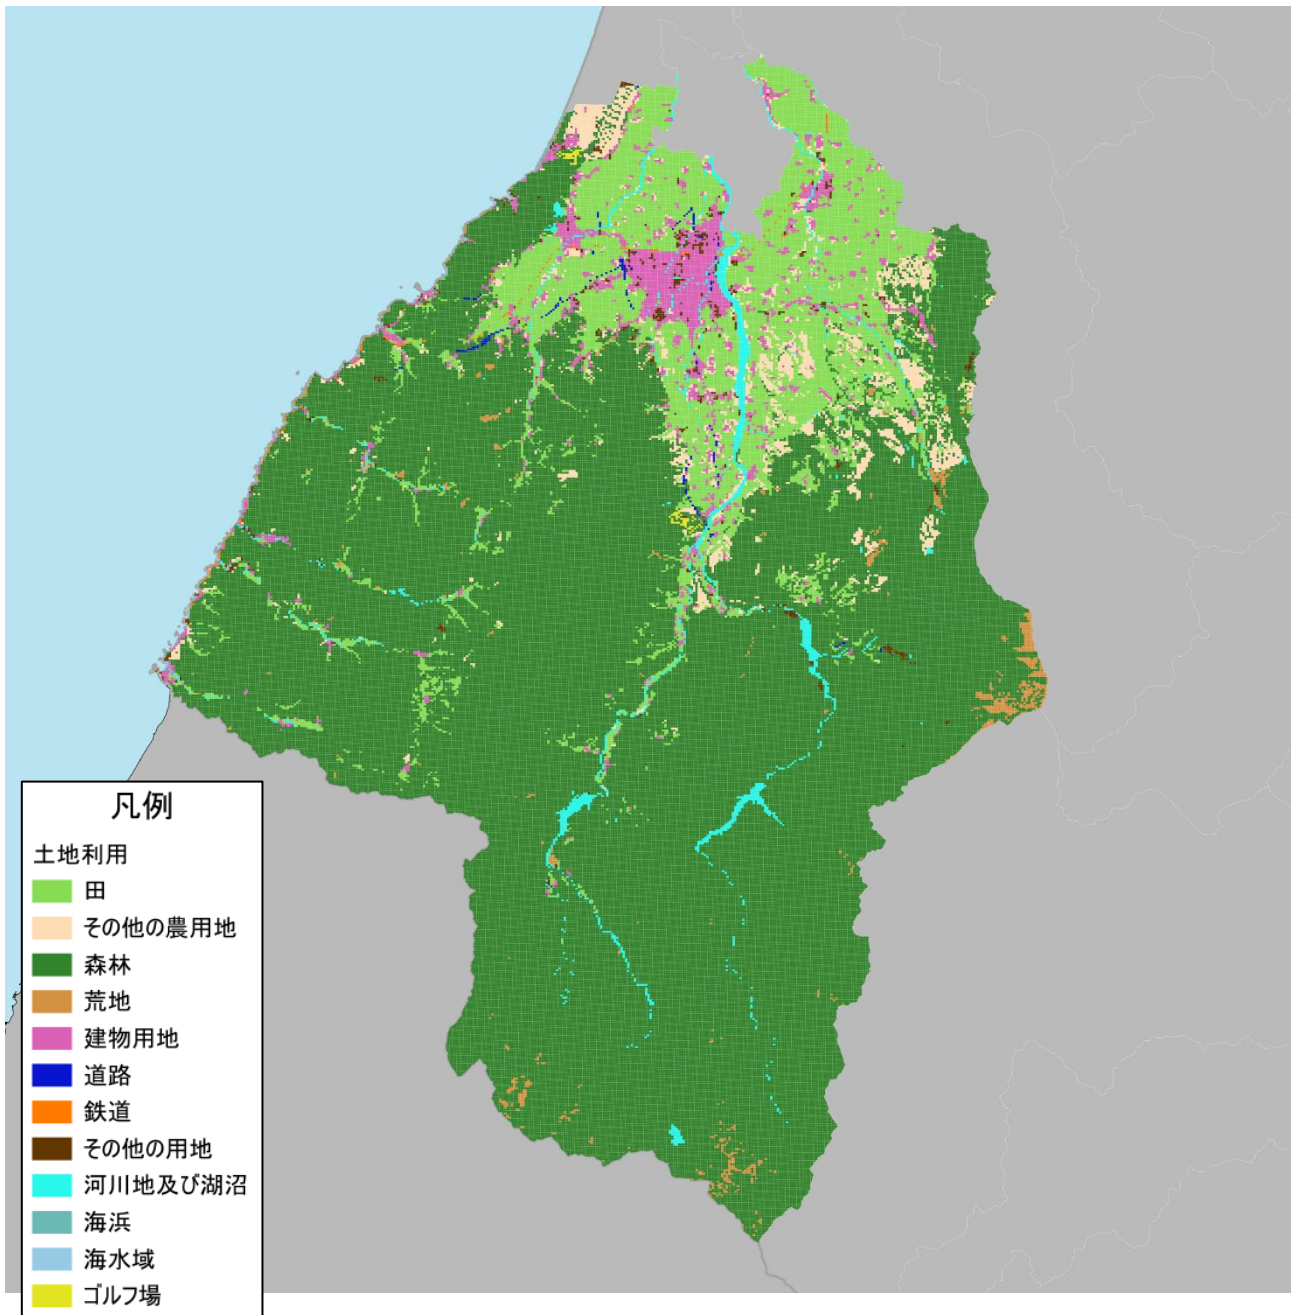 凡例
土地利用
田
その他の農用地
森林
荒地
建物用地
道路
鉄道
その他の用地
河川地及び湖沼
海浜
海水域
ゴルフ場